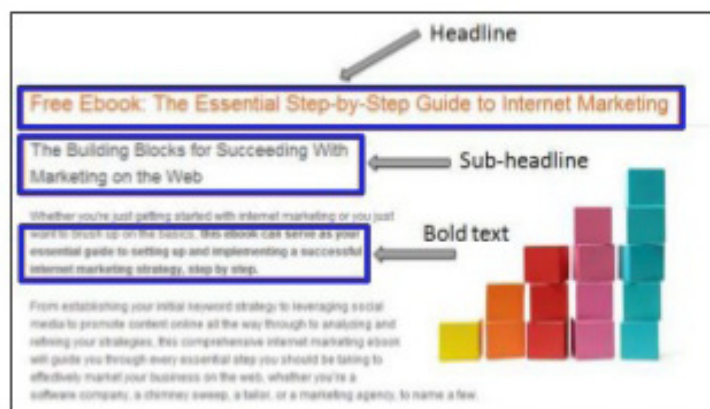 Headline
Free Ebook: The Essential Step-by-Step Guide to Internet Marketing
The Building Blocks for Succeeding With
Marketing on the Web
Sub-headline
Whether you're just getting started with internet marketing or you just
want to brush up on the basics, this ebook can serve as your
essential guide to setting up and implementing a successful
internet marketing strategy, step by step.
Bold text
From establishing your initial keyword strategy to leveraging social
media to promote content online all the way through to analyzing and
refining your strategies, this comprehensive internet marketing ebook
will guide you through every essential step you should be taking to
effectively market your business on the web, whether you're a
software company, a chimney sweep, a tailor, or a marketing agency, to name a few.